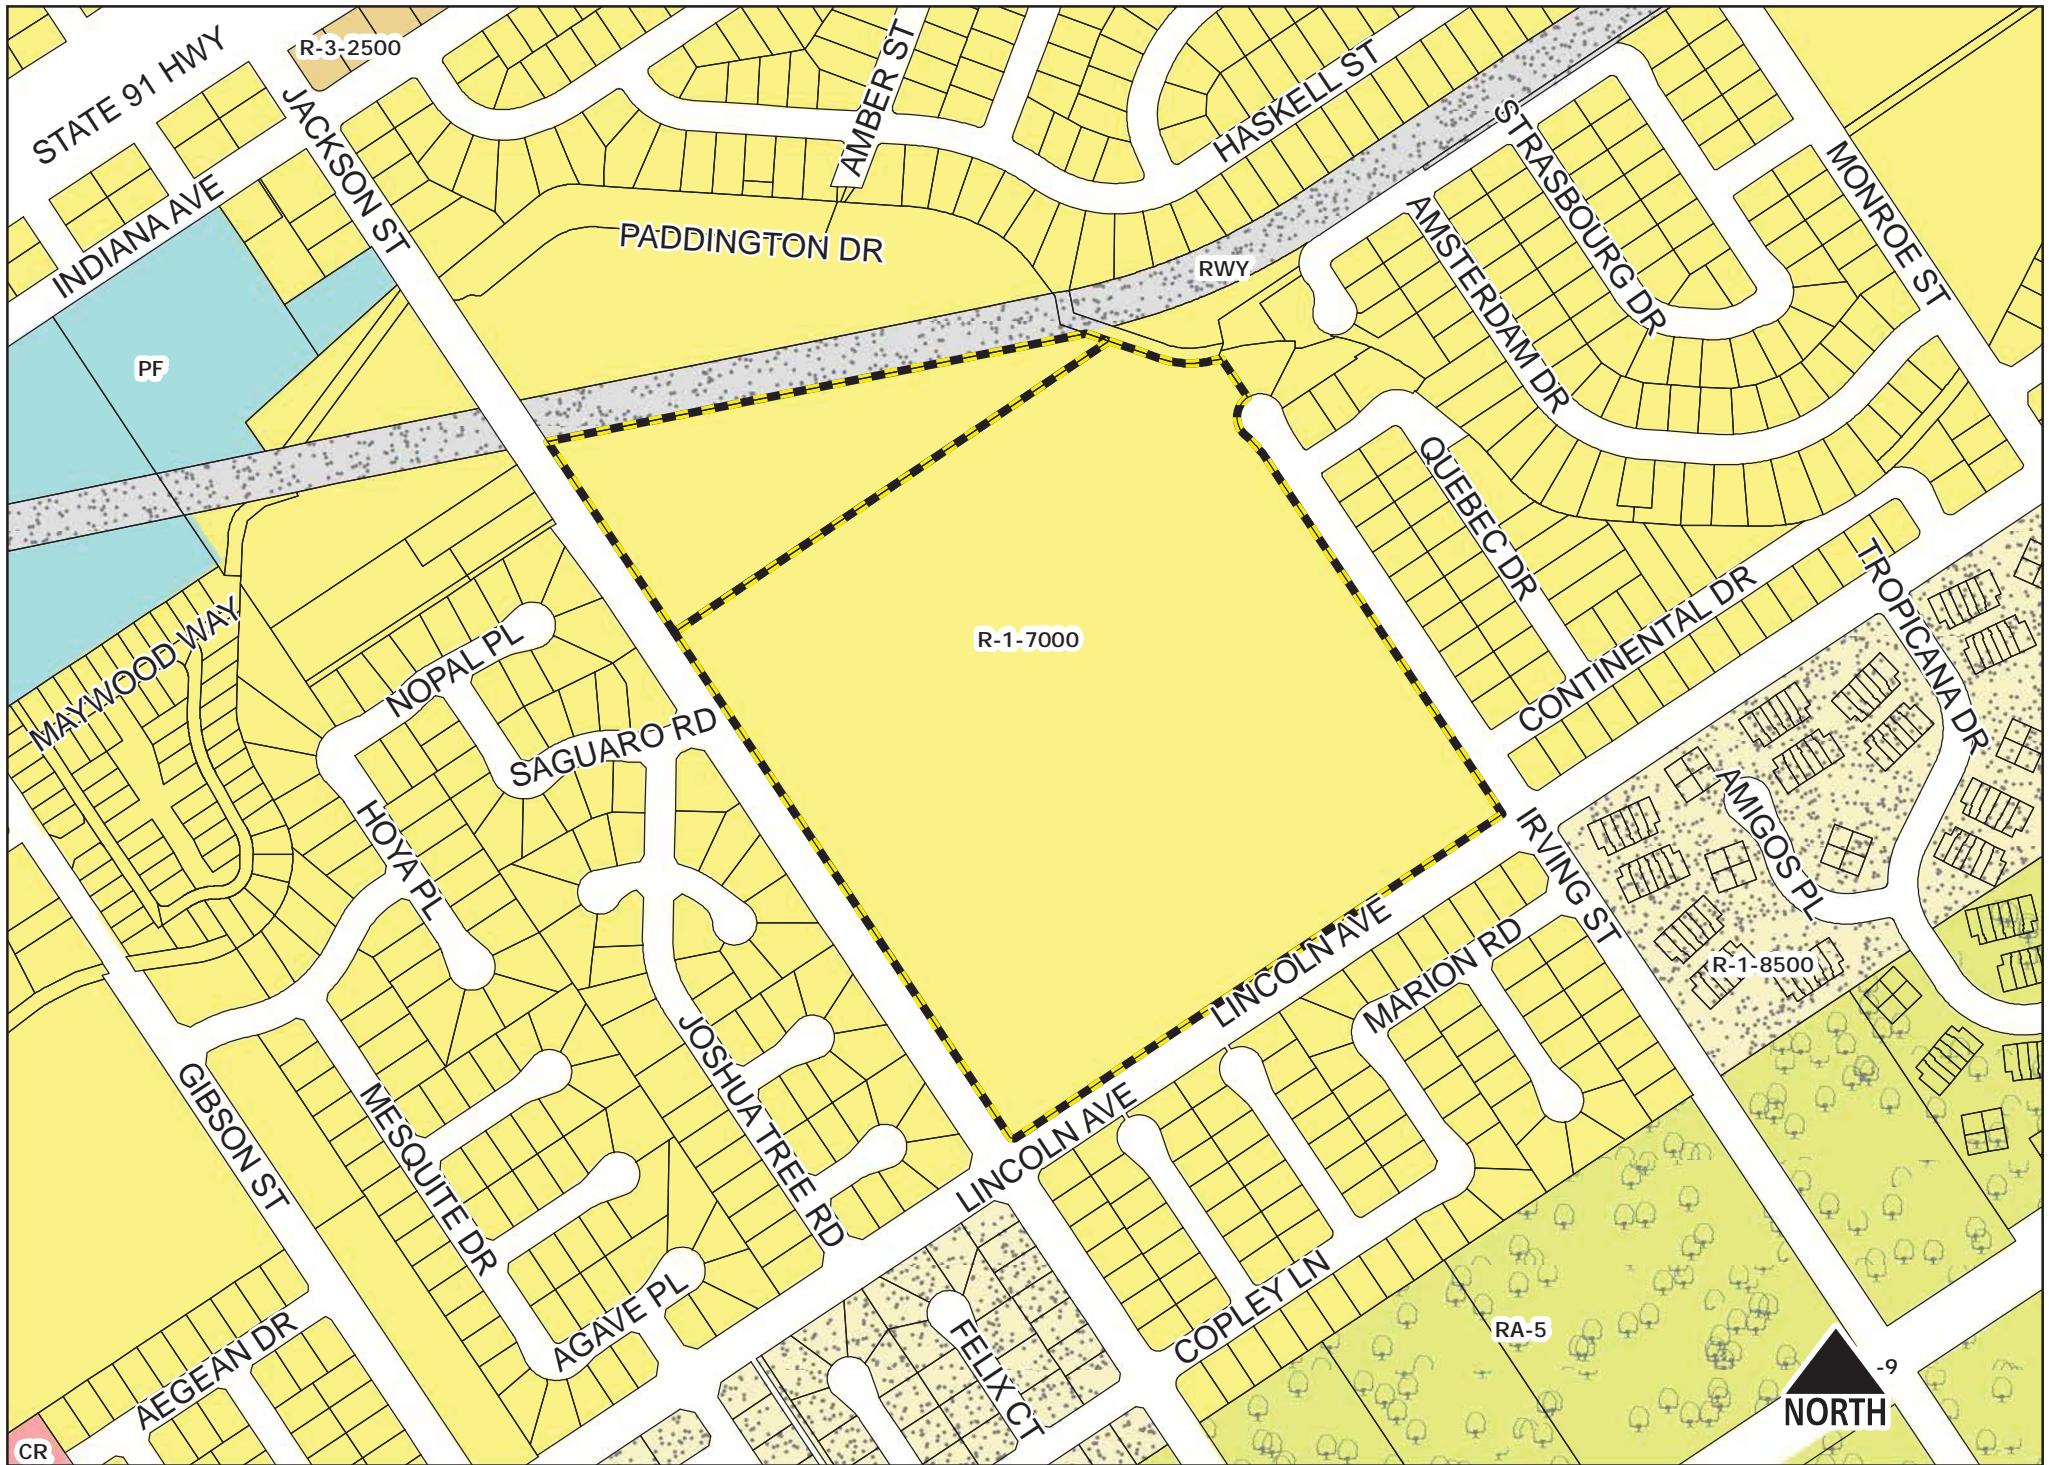 R-3-2500
STATE 91 HWY
AMBER ST
HASKELL ST
JACKSON ST
STRASBOURG DR
MONROE ST
INDIANA AVE
PADDINGTON DR
RWY
AMSTERDAM DR
PF
QUEBEC DR
TROPICANA DR
CONTINENTAL DR
MAYWOOD WAY
NOPAL PL
R-1-7000
SAGUARO RD
HOYA PL
AMIGOS PL
IRVING ST
LINCOLN AVE
MARION RD
R-1-8500
JOSHUA TREE RD
GIBSON ST
MESQUITE DR
LINCOLN AVE
COPLEY LN
AGAVE PL
FELIX CT
RA-5
AEGEAN DR
-9
NORTH
CR